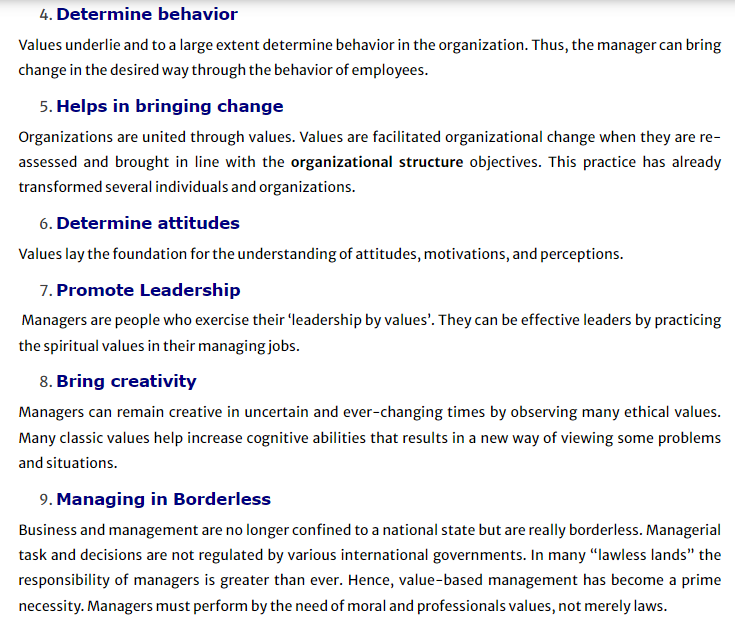 4. Determine behavior
Values underlie and to a large extent determine behavior in the organization. Thus, the manager can bring
change in the desired way through the behavior of employees.
5. Helps in bringing change
Organizations are united through values. Values are facilitated organizational change when they are re-
assessed and brought in line with the organizational structure objectives. This practice has already
transformed several individuals and organizations.
6. Determine attitudes
Values lay the foundation for the understanding of attitudes, motivations, and perceptions.
7. Promote Leadership
Managers are people who exercise their ‘leadership by values’. They can be effective leaders by practicing
the spiritual values in their managing jobs.
8. Bring creativity
Managers can remain creative in uncertain and ever-changing times by observing many ethical values.
Many classic values help increase cognitive abilities that results in a new way of viewing some problems
and situations.
9. Managing in Borderless
Business and management are no longer confined to a national state but are really borderless. Managerial
task and decisions are not regulated by various international governments. In many “lawless lands” the
responsibility of managers is greater than ever. Hence, value-based management has become a prime
necessity. Managers must perform by the need of moral and professionals values, not merely laws.